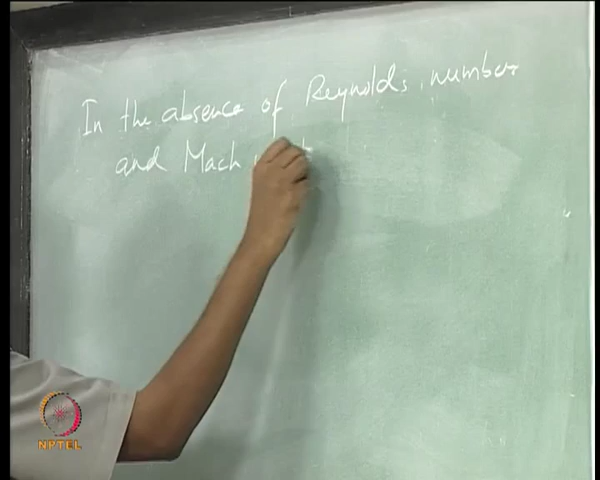 In the absence of Reynolds number
and Mach
NPTEL